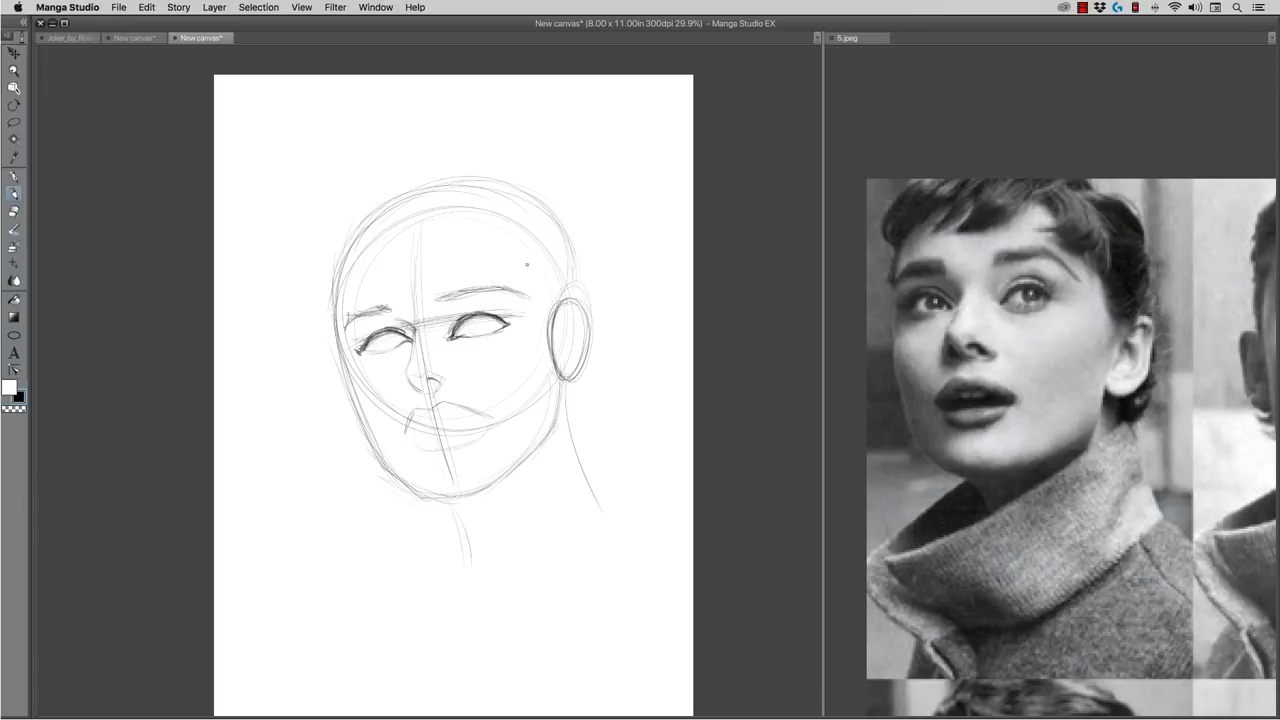 Manga Studio File Edit Story Layer Selection View Filter Window Help
New canvas* (8.00 x 11.00in 300dpi 29.9%) - Manga Studio EX
New canvas* New canvas* 5.jpeg
A